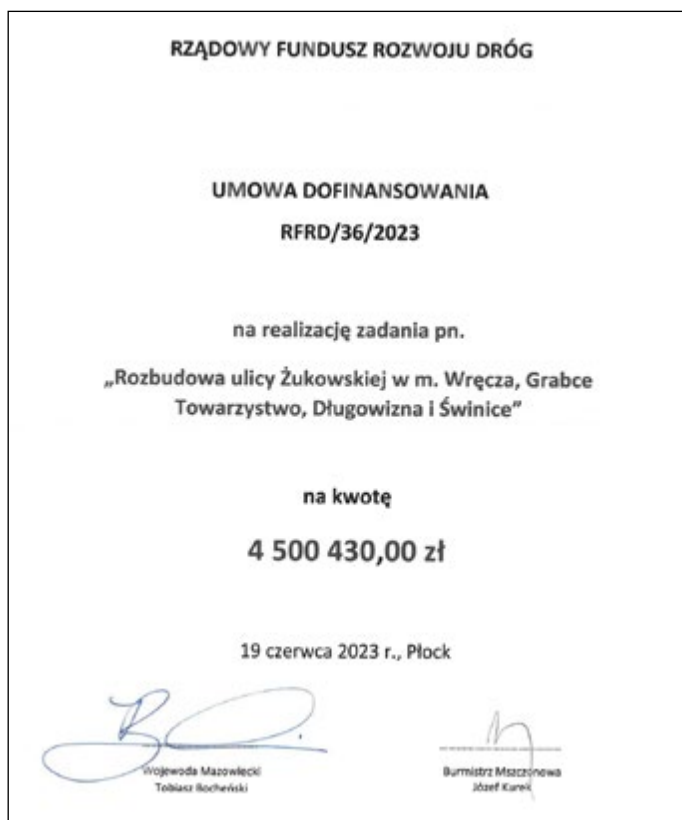 RZĄDOWY FUNDUSZ ROZWOJU DRÓG
UMOWA DOFINANSOWANIA
RFRD/36/2023
na realizację zadania pn.
„Rozbudowa ulicy Żukowskiej w m. Wręcza, Grabce
Towarzystwo, Długowizna i Świnice”
na kwotę
4 500 430,00 zł
19 czerwca 2023 r., Płock
Wojewoda Mazowiecki
Tobiasz Bocheński
Burmistrz Mszczonowa
Józef Kurek